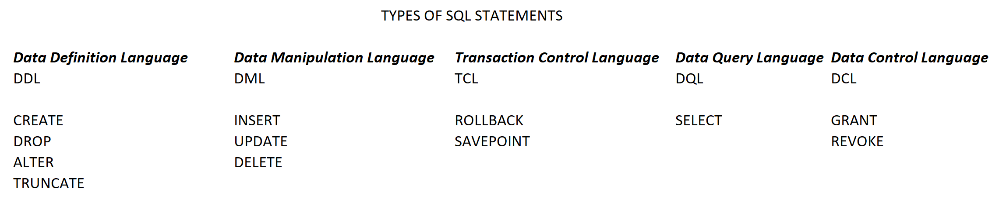 TYPES OF SQL STATEMENTS
Data Definition Language Data Manipulation Language Transaction Control Language Data Query Language Data Control Language
DDL DML TCL DQL DCL
CREATE INSERT ROLLBACK SELECT GRANT
DROP UPDATE SAVEPOINT REVOKE
ALTER DELETE
TRUNCATE